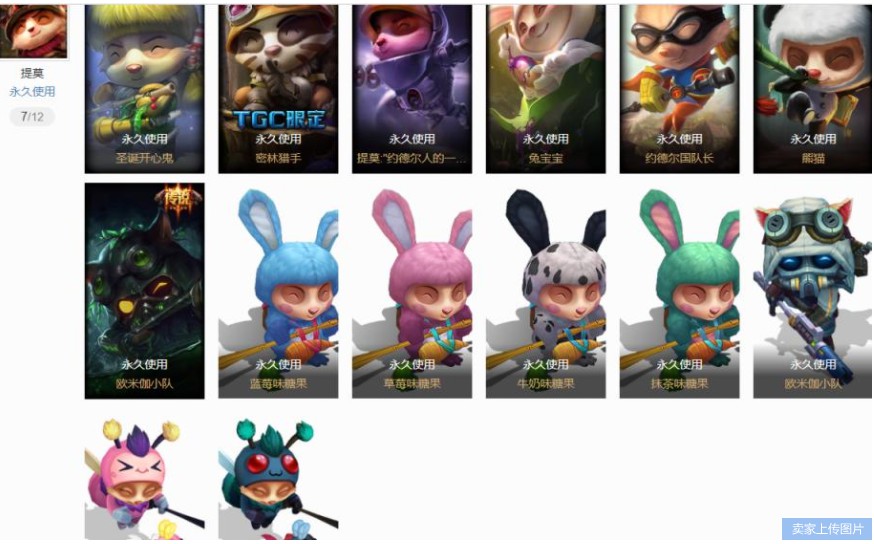 提莫
永久使用
7/12
永久使用
圣诞开心鬼
TGC限定
永久使用
密林猎手
永久使用
提莫:"约德尔人的一...
永久使用
兔宝宝
永久使用
约德尔国队长
永久使用
熊猫
传说
永久使用
欧米伽小队
永久使用
蓝莓味糖果
永久使用
草莓味糖果
永久使用
牛奶味糖果
永久使用
抹茶味糖果
永久使用
欧米伽小队
卖家上传图片